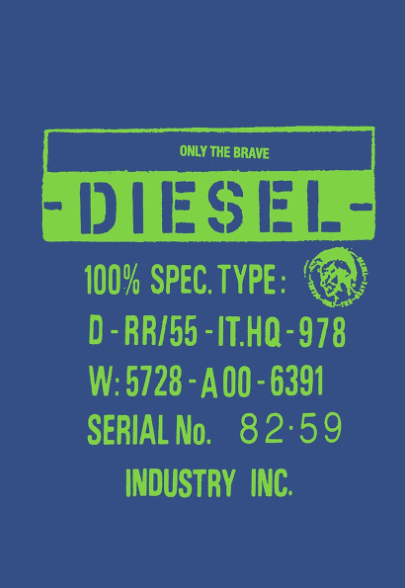 ONLY THE BRAVE
-DIESEL-
100% SPEC. TYPE:
D-RR/55-IT.HQ-978
W: 5728-A00-6391
SERIAL No. 82·59
INDUSTRY INC.